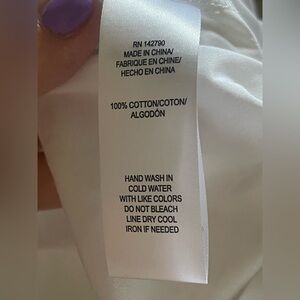 RN 142790
MADE IN CHINA/
FABRIQUE EN CHINE/
HECHO EN CHINA
100% COTTON/COTON/
ALGODÓN
HAND WASH IN
COLD WATER
WITH LIKE COLORS
DO NOT BLEACH
LINE DRY COOL
IRON IF NEEDED